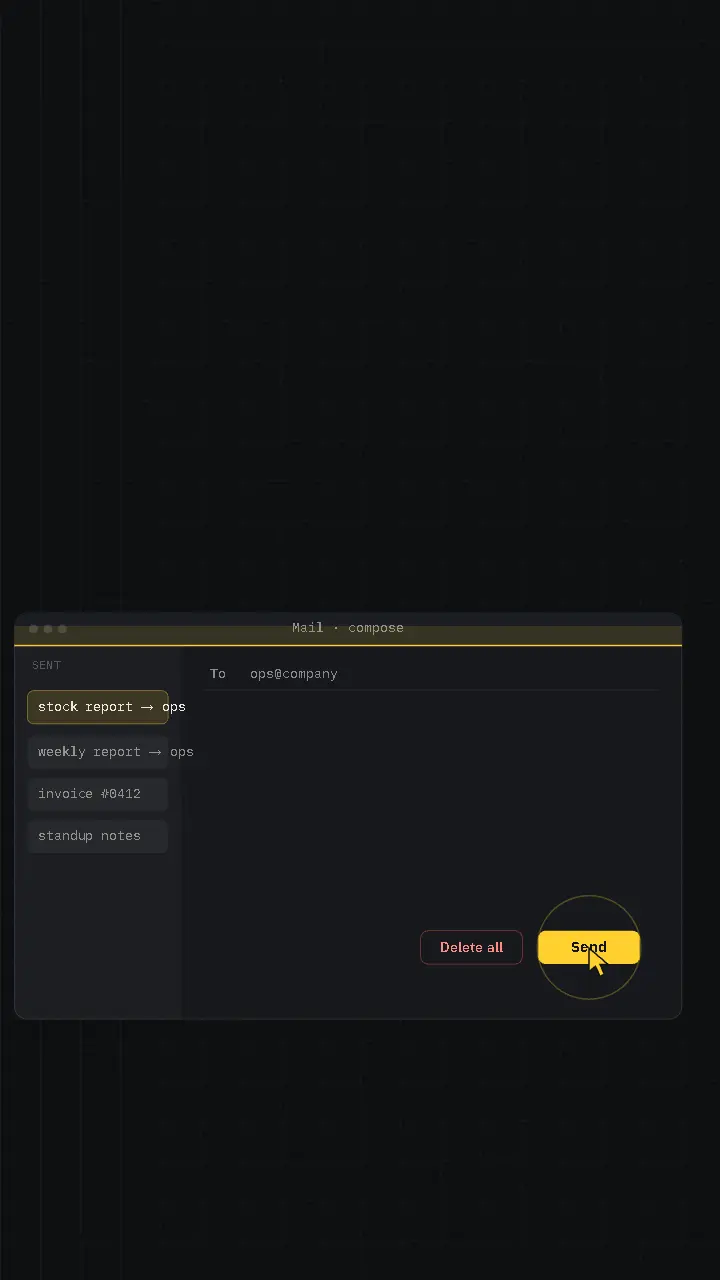 Mail · compose
SENT
To ops@company
stock report → ops
weekly report → ops
invoice #0412
standup notes
Delete all
Send